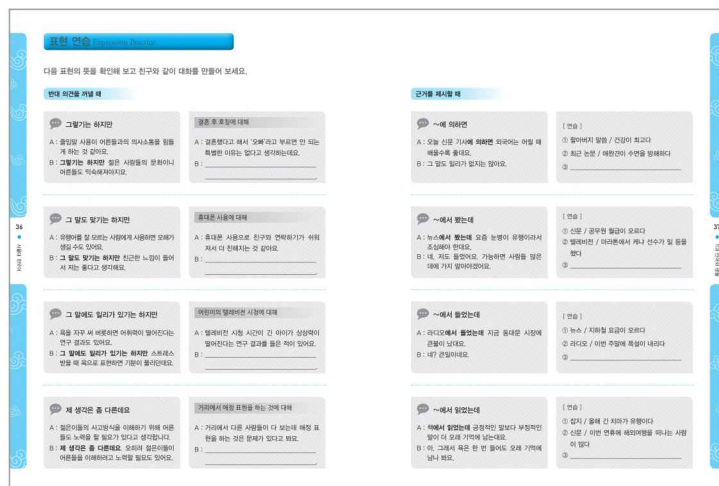 표현 연습 Expressions Practice
다음 표현의 뜻을 확인해 보고 친구와 같이 대화를 만들어 보세요.
반대 의견을 꺼낼 때
그렇기는 하지만
A : 줄임말 사용이 어른들과의 의사소통을 힘들
게 하는 것 같아요.
B : 그렇기는 하지만 젊은 사람들의 문화이니
어른들도 익숙해져야지요.
결혼 후 호칭에 대해
A : 결혼했다고 해서 '오빠'라고 부르면 안 되는
특별한 이유는 없다고 생각하는데요.
B :
그 말도 맞기는 하지만
A : 유행어를 잘 모르는 사람에게 사용하면 오해가
생길 수도 있어요.
B : 그 말도 맞기는 하지만 친근한 느낌이 들어
서 저는 좋다고 생각해요.
휴대폰 사용에 대해
A : 휴대폰 사용으로 친구와 연락하기가 쉬워
져서 더 친해지는 것 같아요.
B :
그 말에도 일리가 있기는 하지만
A : 욕을 자꾸 써 버릇하면 어휘력이 떨어진다는
연구 결과도 있어요.
B : 그 말에도 일리가 있기는 하지만 스트레스
받을 때 욕으로 표현하면 기분이 풀리던데요.
어린이의 텔레비전 시청에 대해
A : 텔레비전 시청 시간이 긴 아이가 상상력이
떨어진다는 연구 결과를 들은 적이 있어요.
B :
제 생각은 좀 다른데요
A : 젊은이들의 사고방식을 이해하기 위해 어른
들도 노력을 할 필요가 있다고 생각합니다.
B : 제 생각은 좀 다른데요. 오히려 젊은이들이
어른들을 이해하려고 노력할 필요도 있어요.
거리에서 애정 표현을 하는 것에 대해
A : 거리에서 다른 사람들이 다 보는데 애정 표
현을 하는 것은 문제가 있다고 봐요.
B :
36
근거를 제시할 때
~에 의하면
A : 오늘 신문 기사에 의하면 외국어는 어릴 때
배울수록 좋대요.
B : 그 말도 일리가 없지는 않아요.
[ 연습 ]
① 할아버지 말씀 / 건강이 최고다
② 최근 논문 / 애완견이 수면을 방해하다
③
~에서 봤는데
A : 뉴스에서 봤는데 요즘 눈병이 유행이라서
조심해야 한대요.
B : 네, 저도 들었어요. 가능하면 사람들 많은
데에 가지 말아야겠어요.
[ 연습 ]
① 신문 / 공무원 월급이 오르다
② 텔레비전 / 마라톤에서 케냐 선수가 일 등을
했다
③
~에서 들었는데
A : 라디오에서 들었는데 지금 동대문 시장에
큰불이 났대요.
B : 네? 큰일이네요.
[ 연습 ]
① 뉴스 / 지하철 요금이 오르다
② 라디오 / 이번 주말에 폭설이 내리다
③
~에서 읽었는데
A : 책에서 읽었는데 긍정적인 말보다 부정적인
말이 더 오래 기억에 남는대요.
B : 아, 그래서 욕은 한 번 들어도 오래 기억에
남나 봐요.
[ 연습 ]
① 잡지 / 올해 긴 치마가 유행이다
② 신문 / 이번 연휴에 해외여행을 떠나는 사람
이 많다
③
37